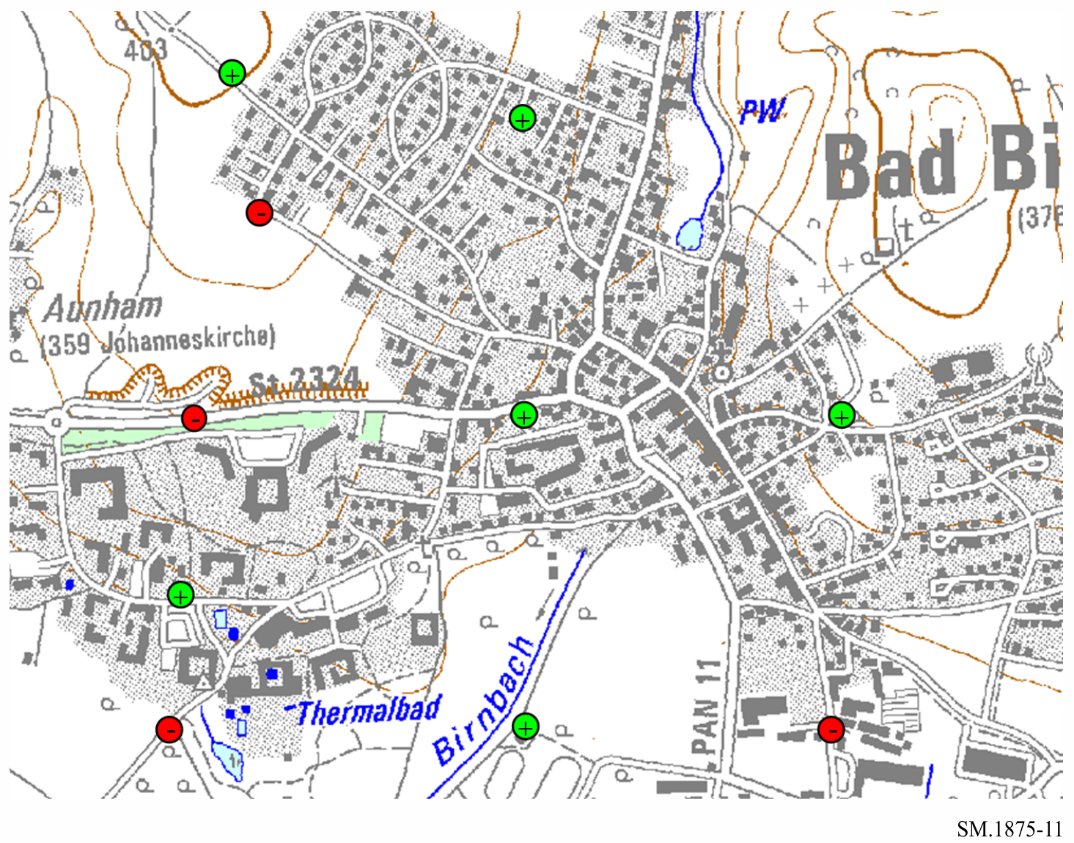 403
PW
Bad Bi
(376
Aunham
(359 Johanneskirche)
St 2324
Thermalbad
Birnbach
PAN 11
SM.1875-11